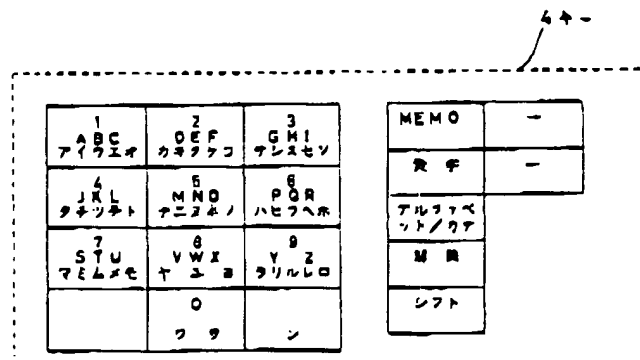 4 キー
1
ABC
アイウエオ
2
DEF
カキクケコ
3
GHI
サシスセソ
4
JKL
タチツテト
5
MNO
ナニヌネノ
6
PQR
ハヒフヘホ
7
STU
マミムメモ
8
VWX
ヤ ユ ヨ
9
Y Z
ラリルレロ
0
ワ ヲ
ン
MEMO
→
ー
アルファベ
ット/カナ
シフト